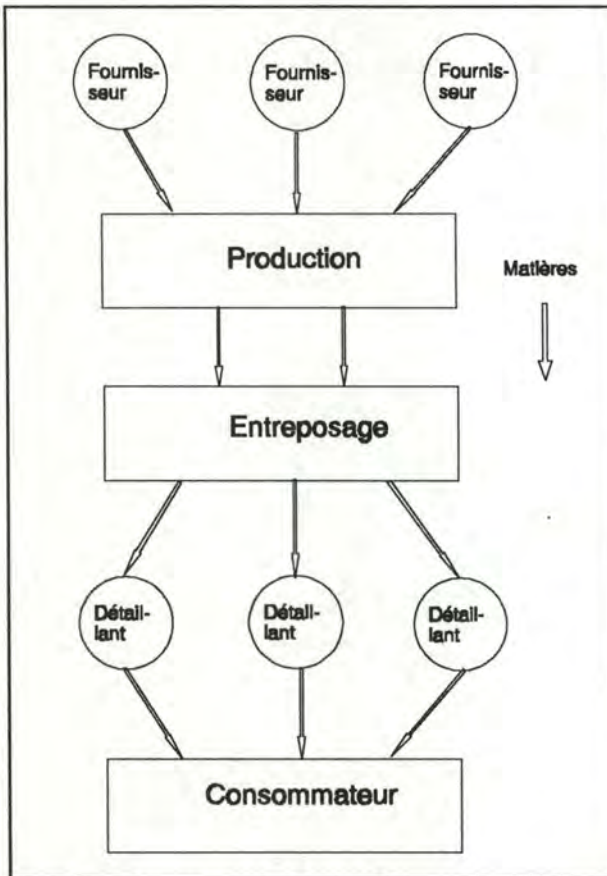 Fournis-
seur
Fournis-
seur
Fournis-
seur
Production
Matières
Entreposage
Détail-
lant
Détail-
lant
Détail-
lant
Consommateur